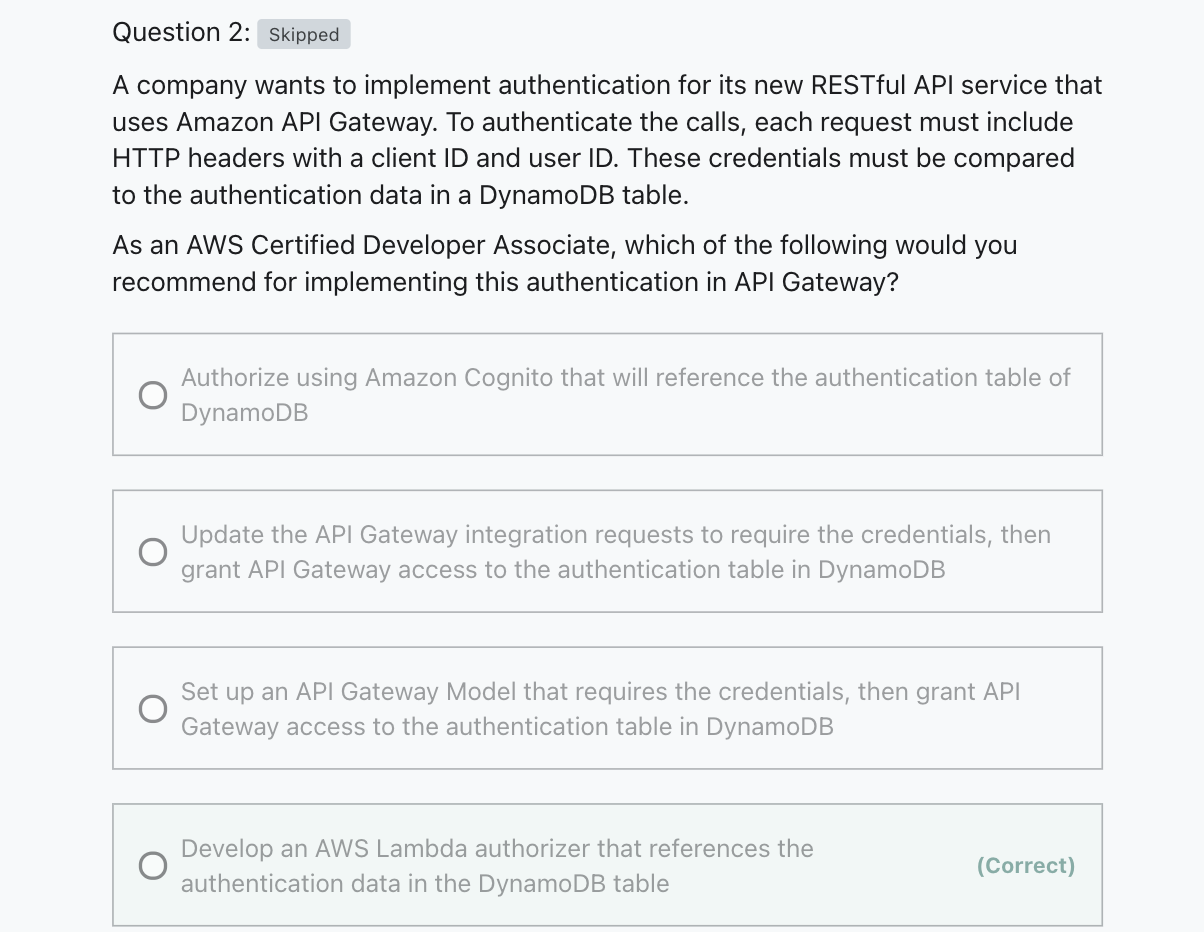 Question 2: Skipped
A company wants to implement authentication for its new RESTful API service that
uses Amazon API Gateway. To authenticate the calls, each request must include
HTTP headers with a client ID and user ID. These credentials must be compared
to the authentication data in a DynamoDB table.
As an AWS Certified Developer Associate, which of the following would you
recommend for implementing this authentication in API Gateway?
Authorize using Amazon Cognito that will reference the authentication table of
DynamoDB
Update the API Gateway integration requests to require the credentials, then
grant API Gateway access to the authentication table in DynamoDB
Set up an API Gateway Model that requires the credentials, then grant API
Gateway access to the authentication table in DynamoDB
Develop an AWS Lambda authorizer that references the
authentication data in the DynamoDB table
(Correct)